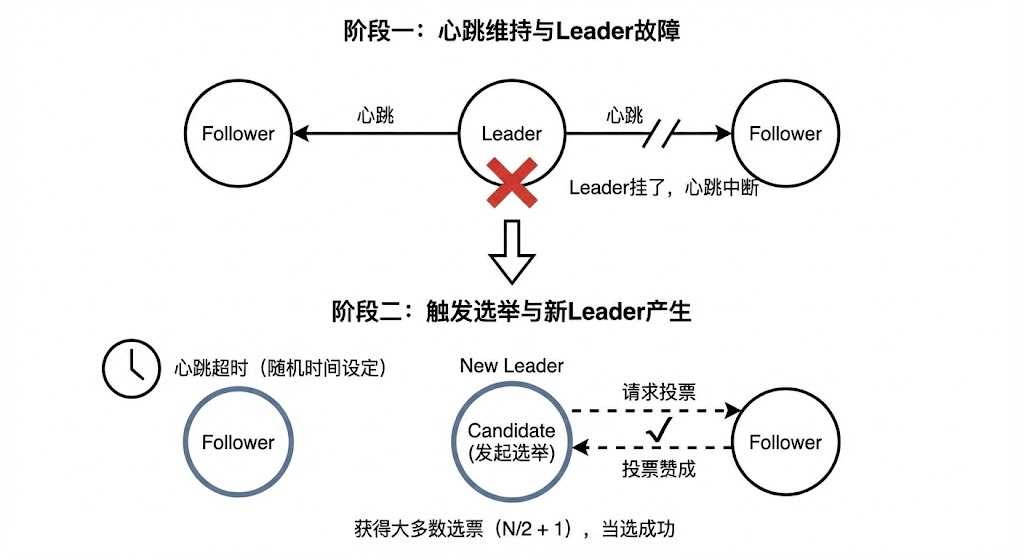 阶段一：心跳维持与Leader故障
心跳
心跳
Follower
Leader
Follower
Leader挂了，心跳中断
阶段二：触发选举与新Leader产生
心跳超时（随机时间设定）
New Leader
请求投票
Follower
Candidate
(发起选举)
Follower
投票赞成
获得大多数选票（N/2 + 1），当选成功